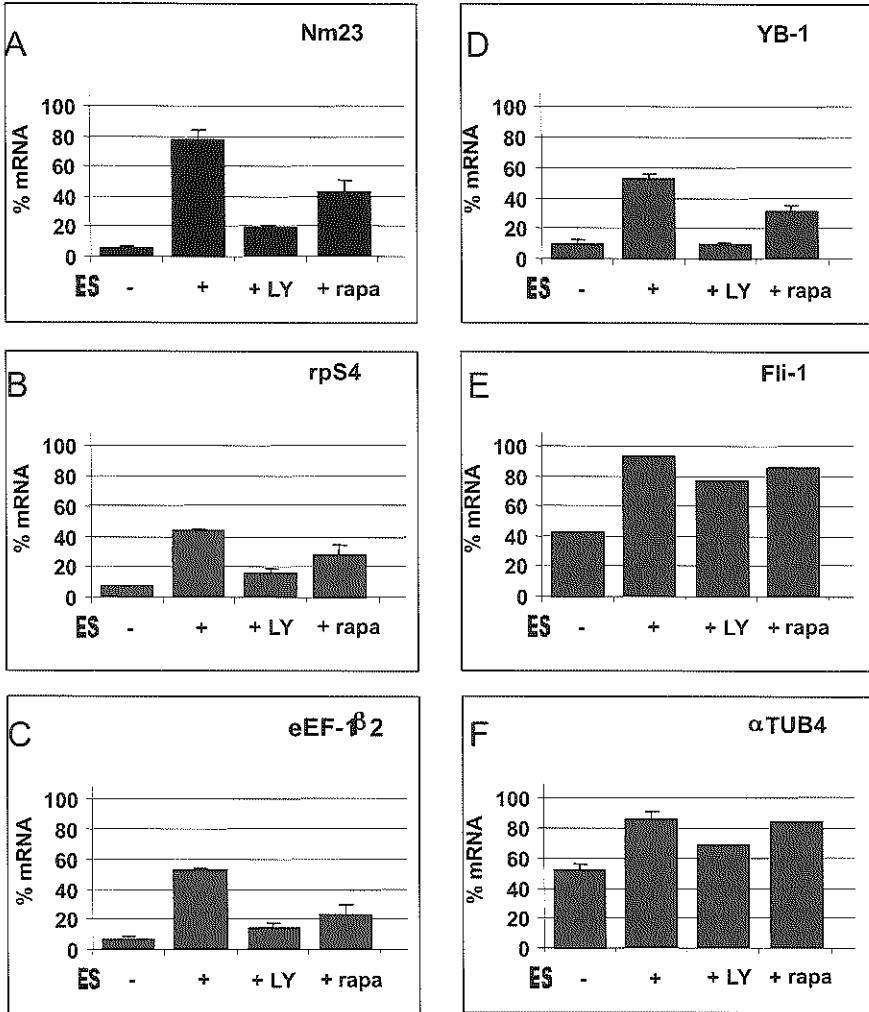 A
Nm23
% mRNA
100
80
60
40
20
0
ES - + + LY + rapa
B
rpS4
% mRNA
100
80
60
40
20
0
ES - + + LY + rapa
C
eEF-1β2
% mRNA
100
80
60
40
20
0
ES - + + LY + rapa
D
YB-1
% mRNA
100
80
60
40
20
0
ES - + + LY + rapa
E
Fli-1
% mRNA
100
80
60
40
20
0
ES - + + LY + rapa
F
αTUB4
% mRNA
100
80
60
40
20
0
ES - + + LY + rapa